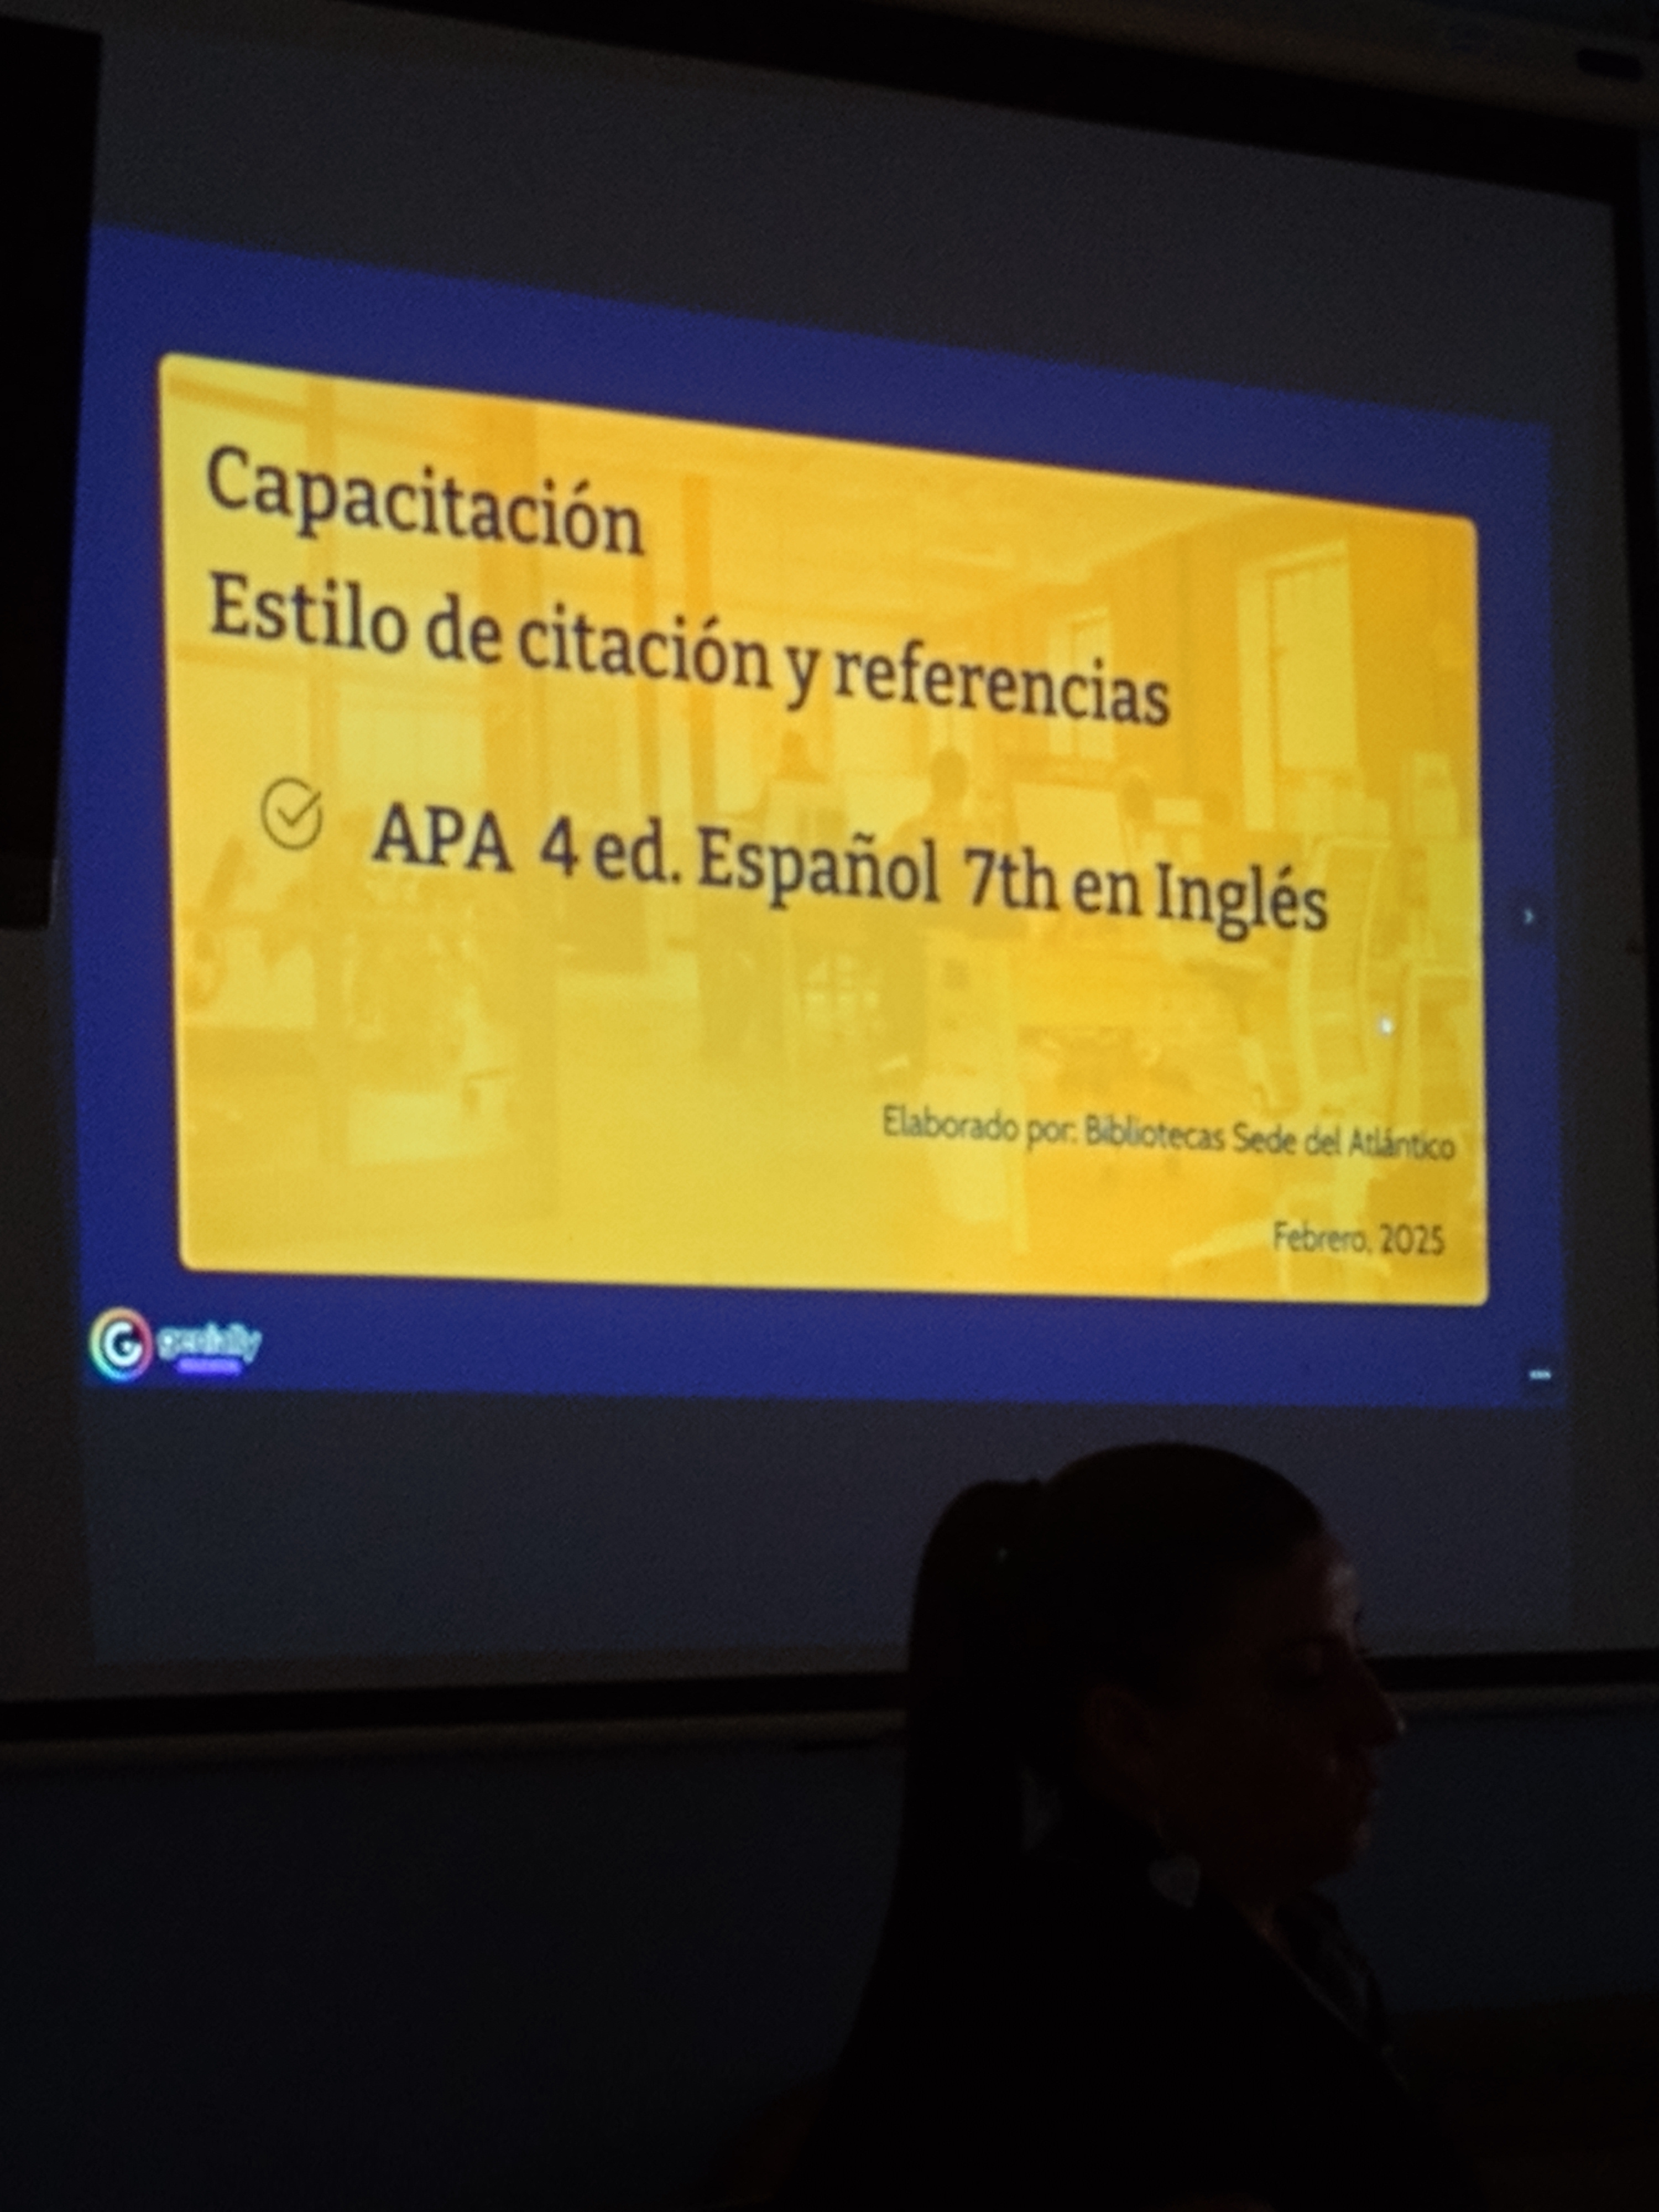 Capacitación
Estilo de citación y referencias
APA 4 ed. Español 7th en Inglés
Elaborado por: Bibliotecas Sede del Atlántico
Febrero, 2025
genially